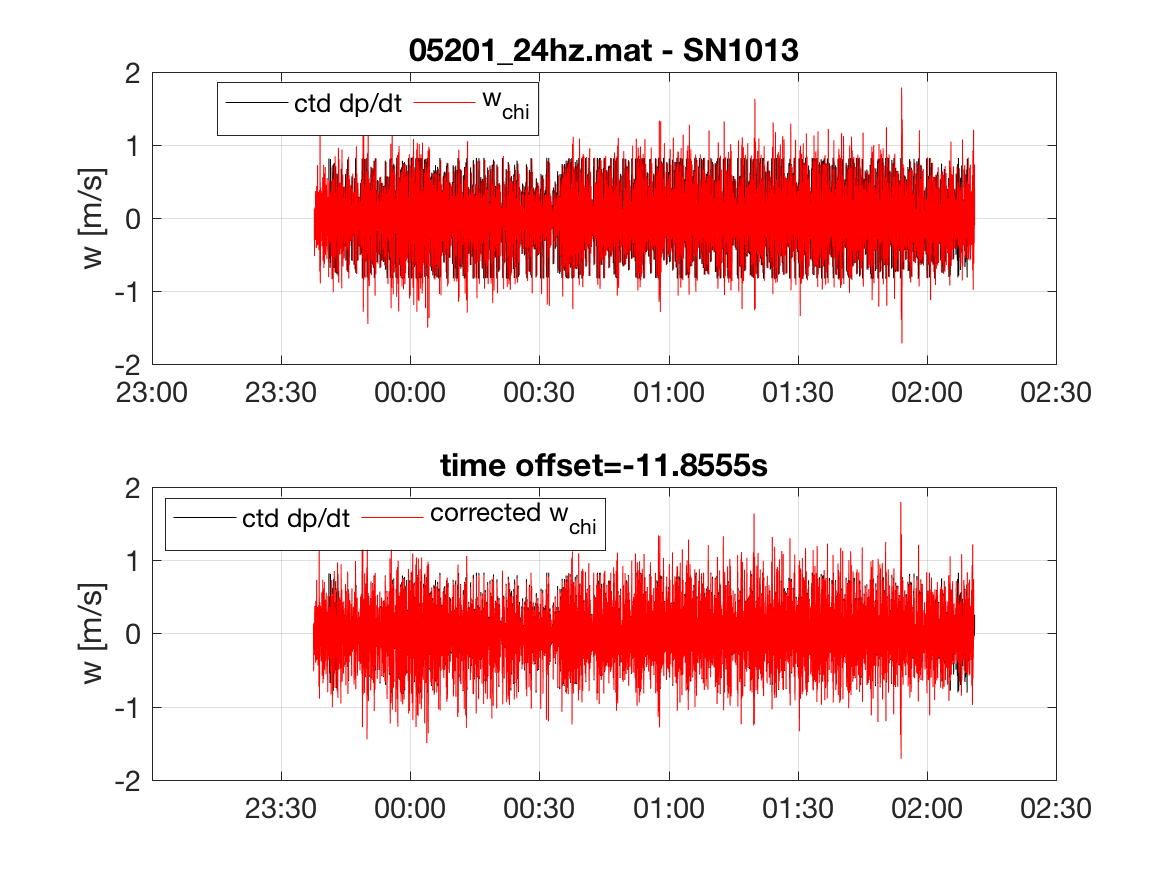 05201_24hz.mat - SN1013
ctd dp/dt w_chi
w [m/s]
2
1
0
-1
-2
23:00 23:30 00:00 00:30 01:00 01:30 02:00 02:30
time offset=-11.8555s
ctd dp/dt corrected w_chi
w [m/s]
2
1
0
-1
-2
23:30 00:00 00:30 01:00 01:30 02:00 02:30